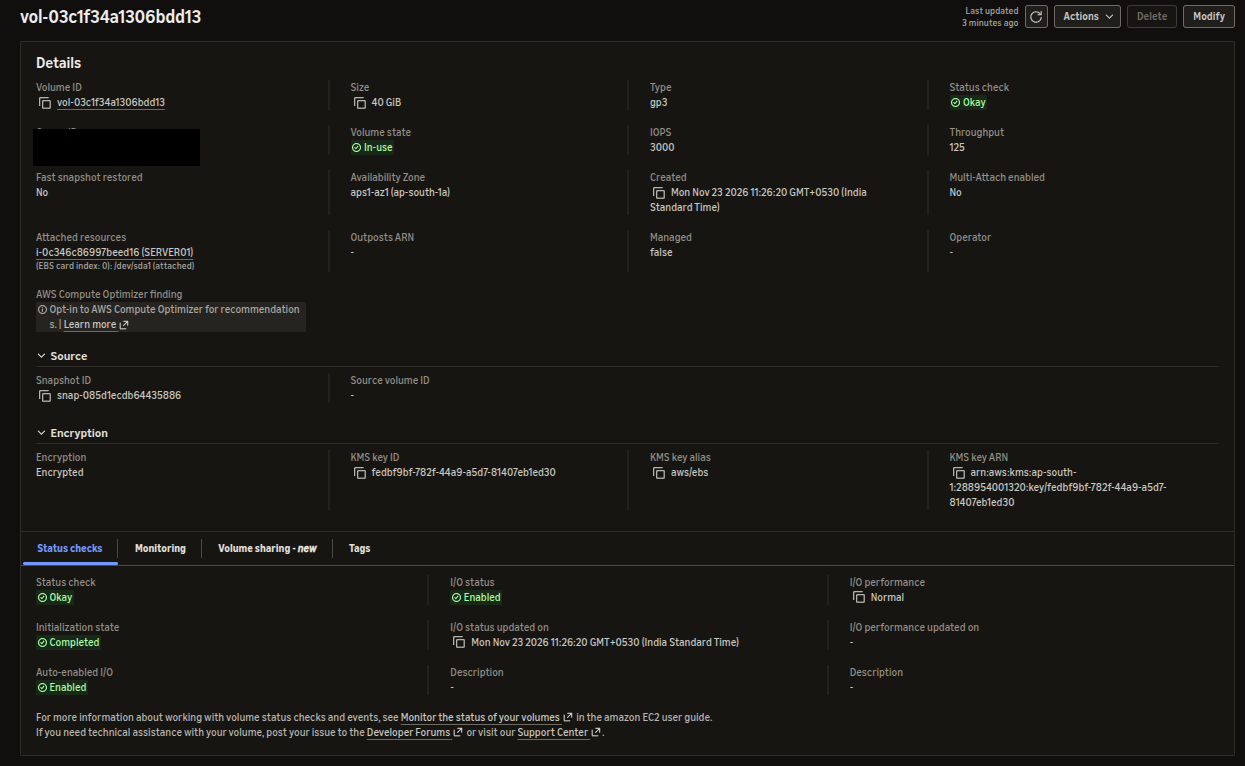 vol-03c1f34a1306bdd13
Last updated
3 minutes ago
Actions
Delete
Modify
Details
Volume ID
vol-03c1f34a1306bdd13
Size
40 GiB
Type
gp3
Status check
Okay
Volume state
In-use
IOPS
3000
Throughput
125
Fast snapshot restored
No
Availability Zone
aps1-az1 (ap-south-1a)
Created
Mon Nov 23 2026 11:26:20 GMT+0530 (India
Standard Time)
Multi-Attach enabled
No
Attached resources
i-0c346c86997beed16 (SERVER01)
(EBS card index: 0): /dev/sda1 (attached)
Outposts ARN
-
Managed
false
Operator
-
AWS Compute Optimizer finding
Opt-in to AWS Compute Optimizer for recommendation
s. | Learn more
Source
Snapshot ID
snap-085d1ecdb64435886
Source volume ID
-
Encryption
Encryption
Encrypted
KMS key ID
fedbf9bf-782f-44a9-a5d7-81407eb1ed30
KMS key alias
aws/ebs
KMS key ARN
arn:aws:kms:ap-south-
1:288954001320:key/fedbf9bf-782f-44a9-a5d7-
81407eb1ed30
Status checks
Monitoring
Volume sharing - new
Tags
Status check
Okay
I/O status
Enabled
I/O performance
Normal
Initialization state
Completed
I/O status updated on
Mon Nov 23 2026 11:26:20 GMT+0530 (India Standard Time)
I/O performance updated on
-
Auto-enabled I/O
Enabled
Description
-
Description
-
For more information about working with volume status checks and events, see Monitor the status of your volumes in the amazon EC2 user guide.
If you need technical assistance with your volume, post your issue to the Developer Forums or visit our Support Center .